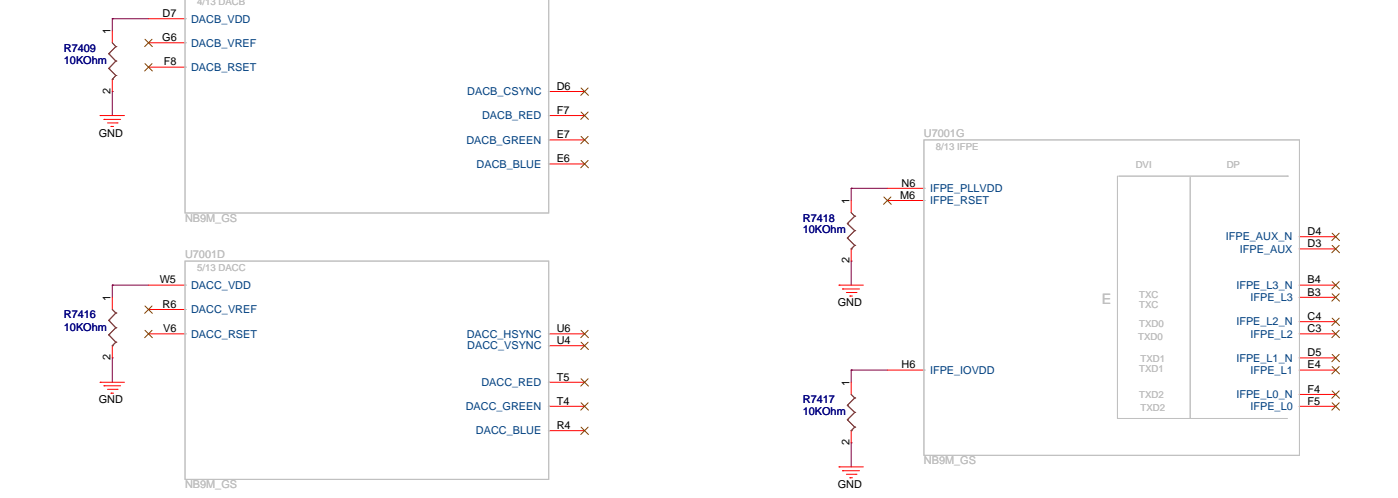 4/13 DACB
D7 DACB_VDD
1
G6 DACB_VREF
R7409
10KOhm
F8 DACB_RSET
2
GND
DACB_CSYNC D6
DACB_RED F7
DACB_GREEN E7
DACB_BLUE E6
NB9M_GS
U7001D
5/13 DACC
W5 DACC_VDD
1
R6 DACC_VREF
R7416
10KOhm
V6 DACC_RSET
2
GND
DACC_HSYNC U6
DACC_VSYNC U4
DACC_RED T5
DACC_GREEN T4
DACC_BLUE R4
NB9M_GS
U7001G
8/13 IFPE
DVI DP
N6 IFPE_PLLVDD
M6 IFPE_RSET
1
R7418
10KOhm
2
GND
IFPE_AUX_N D4
IFPE_AUX D3
E
TXC IFPE_L3_N B4
TXC IFPE_L3 B3
TXD0 IFPE_L2_N C4
TXD0 IFPE_L2 C3
TXD1 IFPE_L1_N D5
TXD1 IFPE_L1 E4
TXD2 IFPE_L0_N F4
TXD2 IFPE_L0 F5
H6 IFPE_IOVDD
1
R7417
10KOhm
2
GND
NB9M_GS